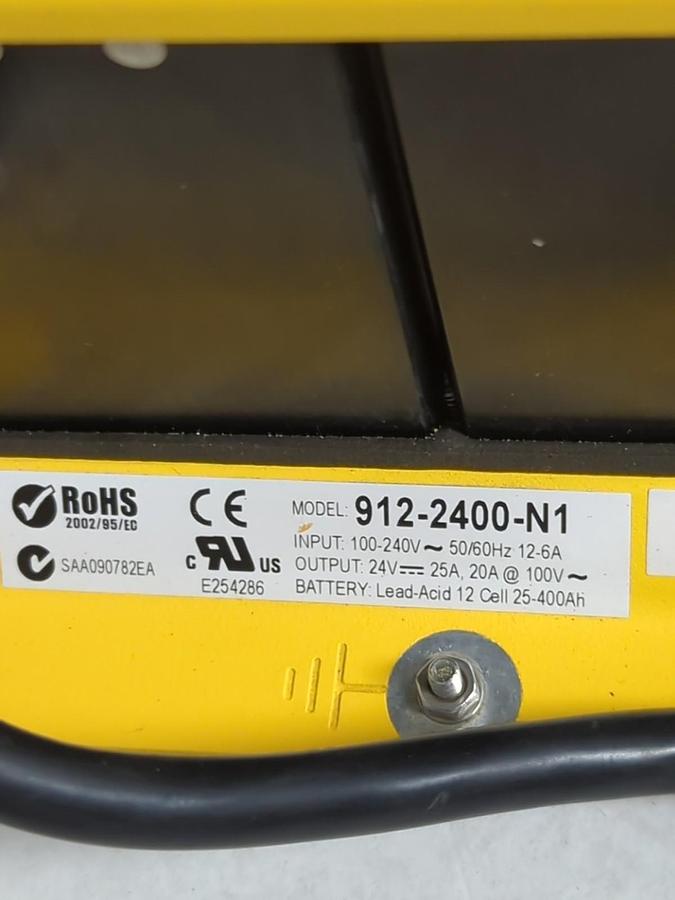 RoHS
2002/95/EC
SAA090782EA
CE
c RU US
E254286
MODEL: 912-2400-N1
INPUT: 100-240V ~ 50/60Hz 12-6A
OUTPUT: 24V ⎓ 25A, 20A @ 100V ~
BATTERY: Lead-Acid 12 Cell 25-400Ah